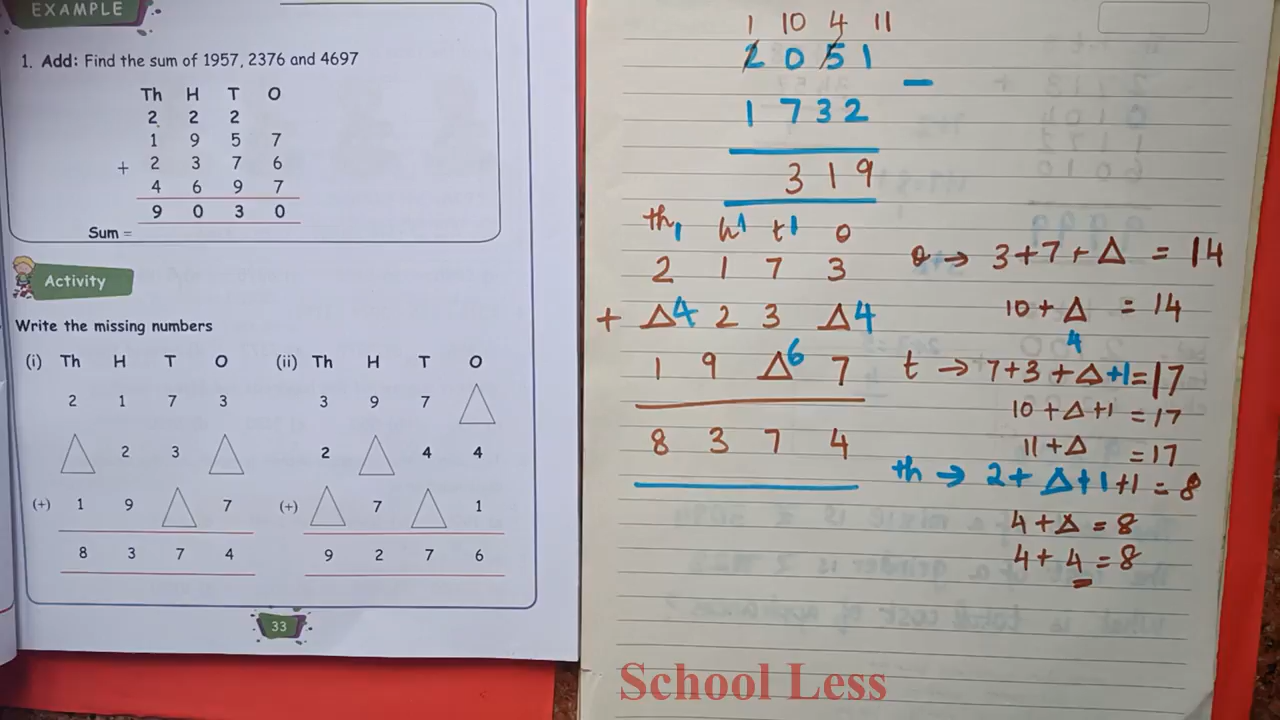 EXAMPLE
1. Add: Find the sum of 1957, 2376 and 4697
Th H T O
2 2 2
1 9 5 7
+ 2 3 7 6
4 6 9 7
9 0 3 0
Sum =
Activity
Write the missing numbers
(i) Th H T O
2 1 7 3
△ 2 3 △
(+) 1 9 △ 7
8 3 7 4
(ii) Th H T O
3 9 7 △
2 △ 4 4
(+) △ 7 △ 1
9 2 7 6
33
1 10 4 11
2 0 5 1 -
1 7 3 2
3 1 9
th1 h1 t1 o
2 1 7 3
+ △4 2 3 △4
1 9 △6 7
8 3 7 4
o → 3+7+△ = 14
10+△ = 14
4
t → 7+3+△+1=17
10+△+1 =17
11+△ =17
th → 2+△+1+1=8
4+△=8
4+4=8
School Less